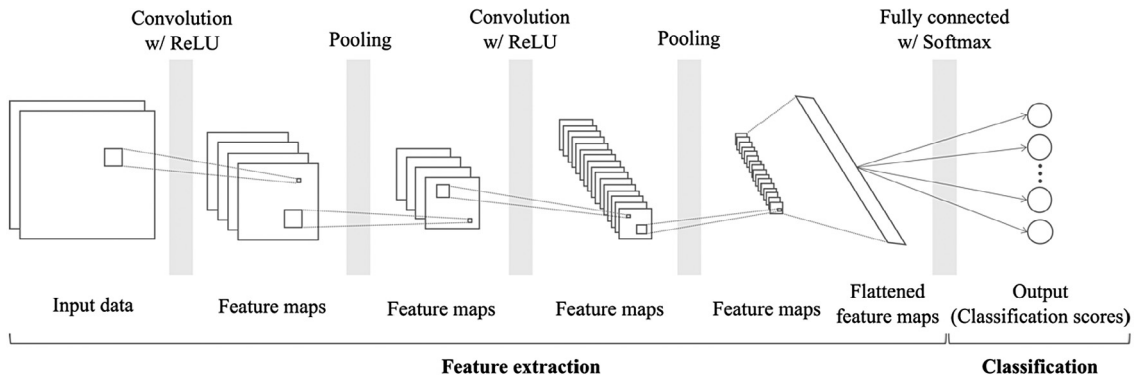 Convolution
w/ ReLU
Pooling
Convolution
w/ ReLU
Pooling
Fully connected
w/ Softmax
Input data
Feature maps
Feature maps
Feature maps
Feature maps
Flattened
feature maps
Output
(Classification scores)
Feature extraction
Classification